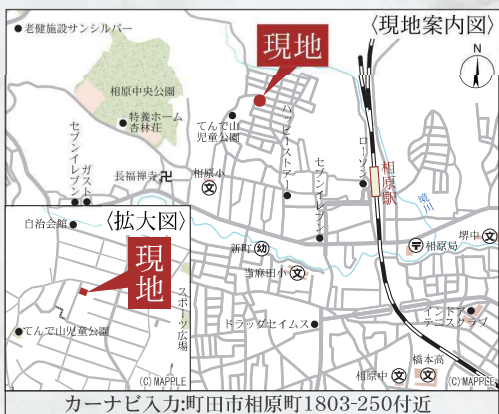 〈現地案内図〉
老健施設サンシルバー
現地
N
相原中央公園
特養ホーム
杏林荘
てんで山
児童公園
ハッピーストアー
セブンイレブン
ローソン
相原駅
境川
セブンイレブン
ガスト
長福禅寺
相原小
文
〈拡大図〉
自治会館
現地
スポーツ広場
てんで山児童公園
(C)MAPPLE
新町
幼
当麻田小
文
相原局
堺中
文
ドラッグセイムス
インドア
テニスクラブ
橋本高
相原中
文
文
(C)MAPPLE
カーナビ入力:町田市相原町1803-250付近